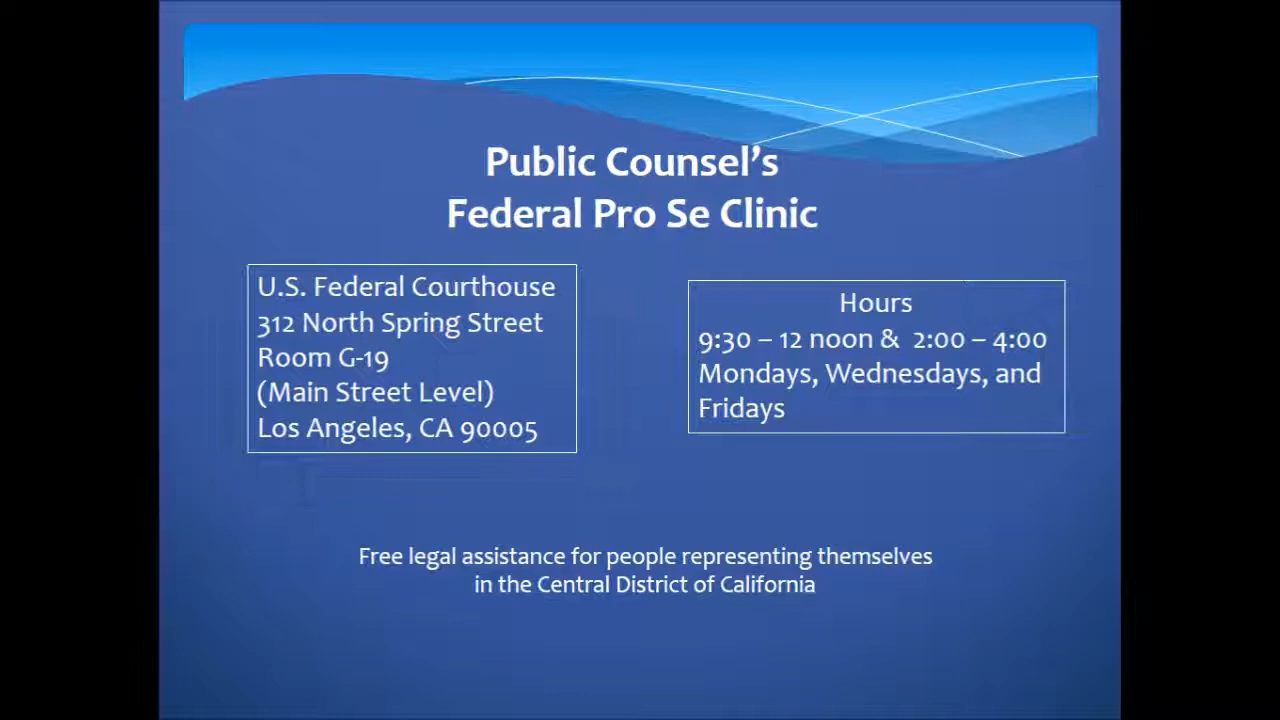 Public Counsel’s
Federal Pro Se Clinic
U.S. Federal Courthouse
312 North Spring Street
Room G-19
(Main Street Level)
Los Angeles, CA 90005
Hours
9:30 – 12 noon & 2:00 – 4:00
Mondays, Wednesdays, and
Fridays
Free legal assistance for people representing themselves
in the Central District of California